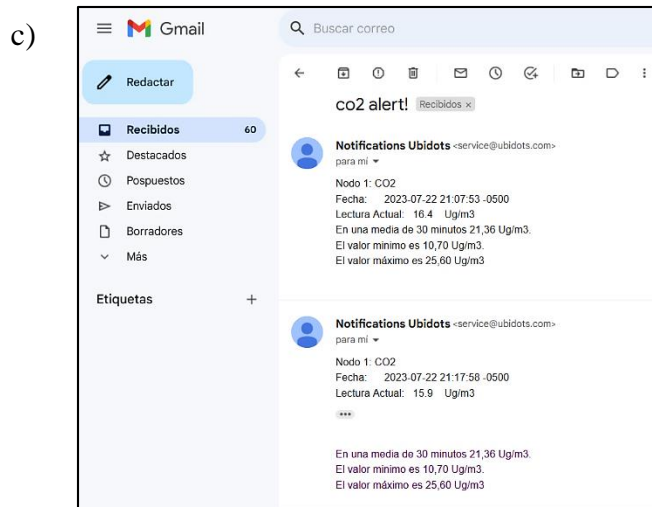 c)
Gmail
Buscar correo
Redactar
Recibidos 60
Destacados
Pospuestos
Enviados
Borradores
Más
Etiquetas +
co2 alert! Recibidos ×
Notifications Ubidots <service@ubidots.com>
para mí
Nodo 1: CO2
Fecha: 2023-07-22 21:07:53 -0500
Lectura Actual: 16.4 Ug/m3
En una media de 30 minutos 21,36 Ug/m3.
El valor minimo es 10,70 Ug/m3.
El valor máximo es 25,60 Ug/m3
Notifications Ubidots <service@ubidots.com>
para mí
Nodo 1: CO2
Fecha: 2023-07-22 21:17:58 -0500
Lectura Actual: 15.9 Ug/m3
•••
En una media de 30 minutos 21,36 Ug/m3.
El valor minimo es 10,70 Ug/m3.
El valor máximo es 25,60 Ug/m3